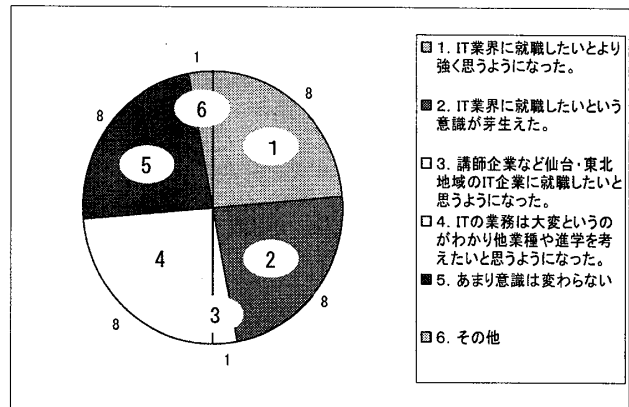 1
8
8
8
8
1
6
1
5
2
4
3
1. IT業界に就職したいとより
強く思うようになった。
2. IT業界に就職したいという
意識が芽生えた。
3. 講師企業など仙台・東北
地域のIT企業に就職したいと
思うようになった。
4. ITの業務は大変というの
がわかり他業種や進学を考
えたいと思うようになった。
5. あまり意識は変わらない
6. その他